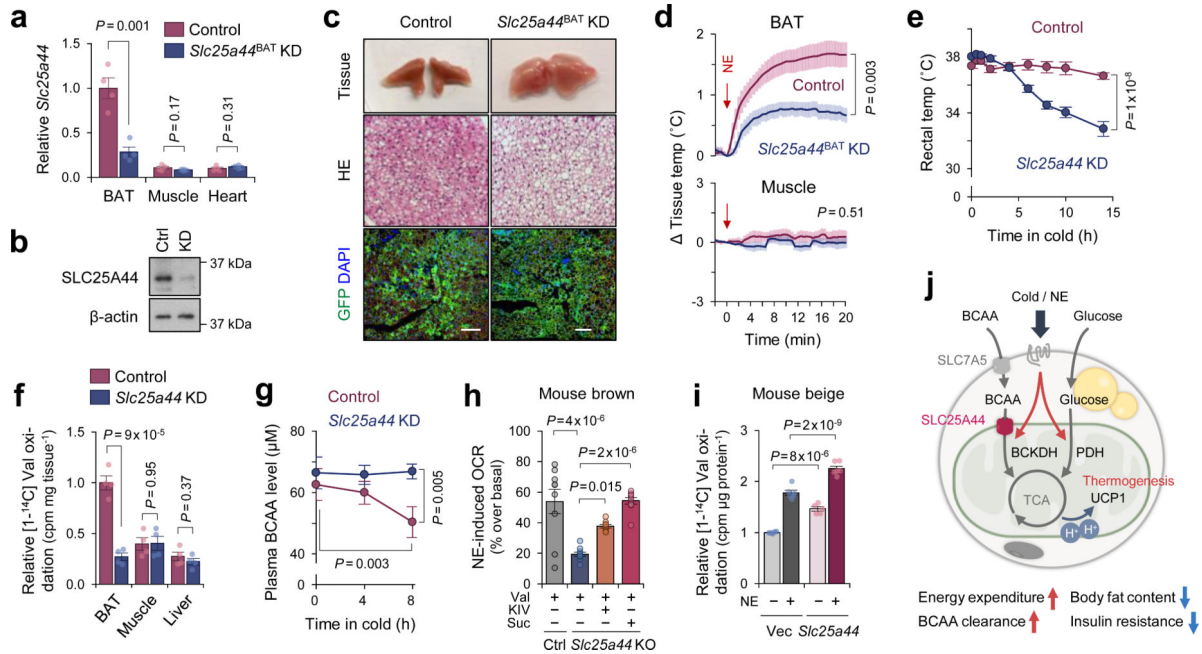 a
Control
Slc25a44BAT KD
P = 0.001
P = 0.17
P = 0.31
Relative Slc25a44
1.5
1.0
0.5
0.0
BAT
Muscle
Heart
b
Ctrl
KD
SLC25A44
37 kDa
β-actin
37 kDa
c
Control
Slc25a44BAT KD
Tissue
HE
GFP DAPI
d
BAT
NE
Control
Slc25a44BAT KD
P = 0.003
2
1
0
Δ Tissue temp (˚C)
Muscle
P = 0.51
3
0
-3
0
4
8
12
16
20
Time (min)
e
Control
Slc25a44 KD
P = 1x10-8
Rectal temp (˚C)
38
34
30
0
5
10
15
Time in cold (h)
f
Control
Slc25a44 KD
P = 9x10-5
P = 0.95
P = 0.37
Relative [1-14C] Val oxi-
dation (cpm mg tissue-1)
1.5
1.0
0.5
0.0
BAT
Muscle
Liver
g
Control
Slc25a44 KD
P = 0.005
P = 0.003
Plasma BCAA level (µM)
80
70
60
50
40
0
4
8
Time in cold (h)
h
Mouse brown
P=4x10-6
P=2x10-6
P=0.015
NE-induced OCR
(% over basal)
100
80
60
40
20
0
Val + + + +
KIV – – + –
Suc – – – +
Ctrl
Slc25a44 KO
i
Mouse beige
P=2x10-9
P=8x10-6
Relative [1-14C] Val oxi-
dation (cpm µg protein-1)
3
2
1
0
NE – + – +
Vec
Slc25a44
j
Cold / NE
BCAA
Glucose
SLC7A5
BCAA
Glucose
SLC25A44
BCKDH
PDH
TCA
Thermogenesis
UCP1
H+
H+
Energy expenditure
Body fat content
BCAA clearance
Insulin resistance